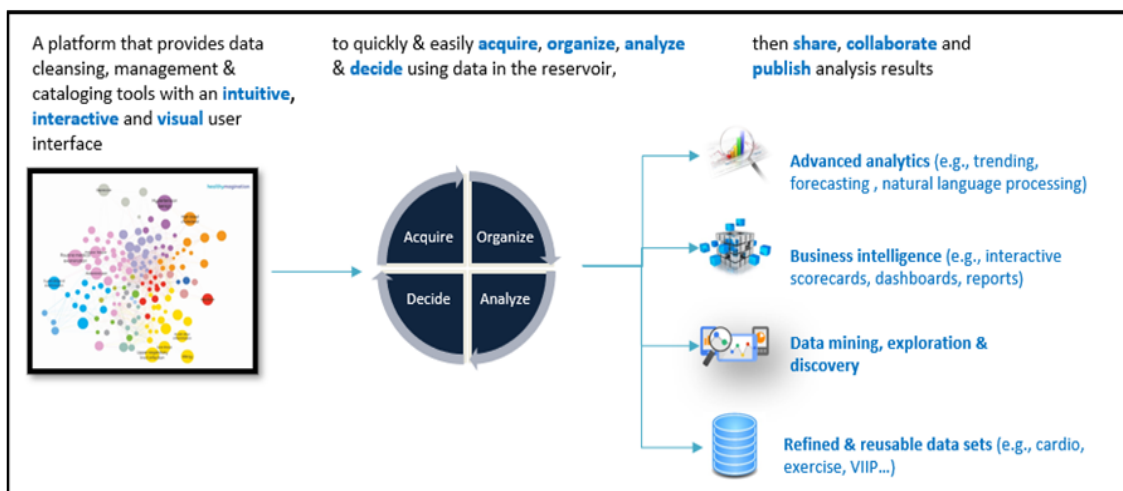 A platform that provides data
cleansing, management &
cataloging tools with an intuitive,
interactive and visual user
interface
to quickly & easily acquire, organize, analyze
& decide using data in the reservoir,
then share, collaborate and
publish analysis results
healthymagination
Acquire
Organize
Decide
Analyze
Advanced analytics (e.g., trending,
forecasting , natural language processing)
Business intelligence (e.g., interactive
scorecards, dashboards, reports)
Data mining, exploration &
discovery
Refined & reusable data sets (e.g., cardio,
exercise, VIIP...)